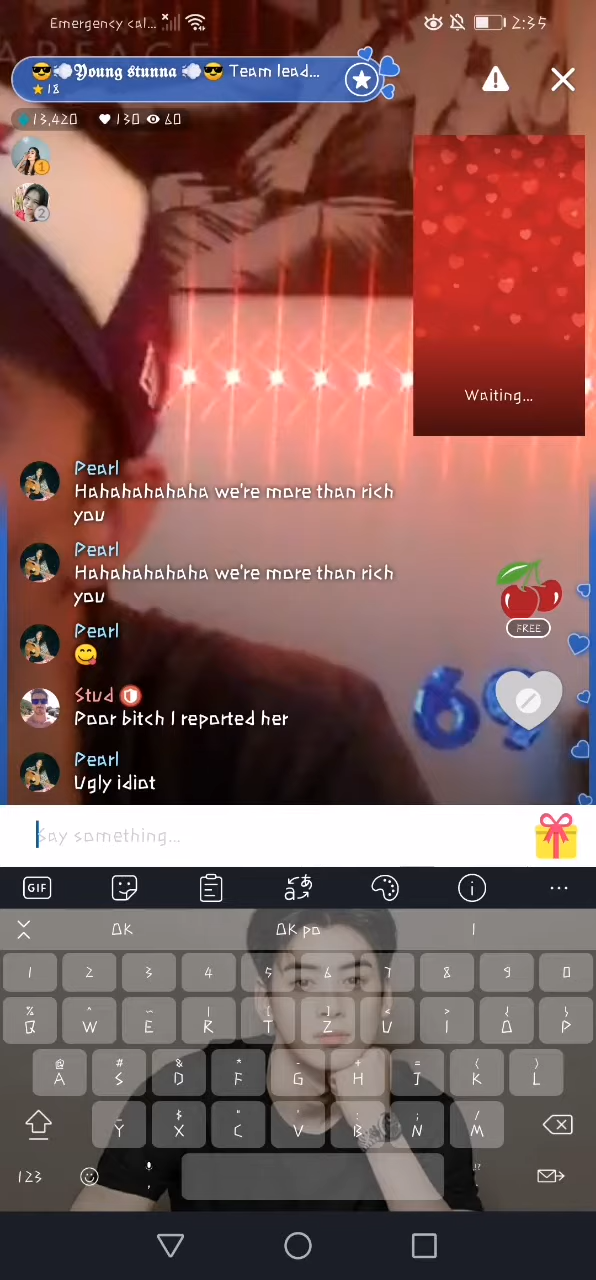 Emergency cal... 2:35
ARFACE
😎💨𝖄𝖔𝖚𝖓𝖌 𝖘𝖙𝖚𝖓𝖓𝖆 💨😎 Team lead...
18
13,420 130 60
1
2
Waiting...
Pearl
Hahahahahaha we're more than rich
you
Pearl
Hahahahahaha we're more than rich
you
Pearl
😋
FREE
Stud
Poor bitch I reported her
69
Pearl
Ugly idiot
Say something...
GIF
OK OK po I
1 2 3 4 5 6 7 8 9 0
Q W E R T Z U I O P
A S D F G H J K L
Y X C V B N M
123 , .